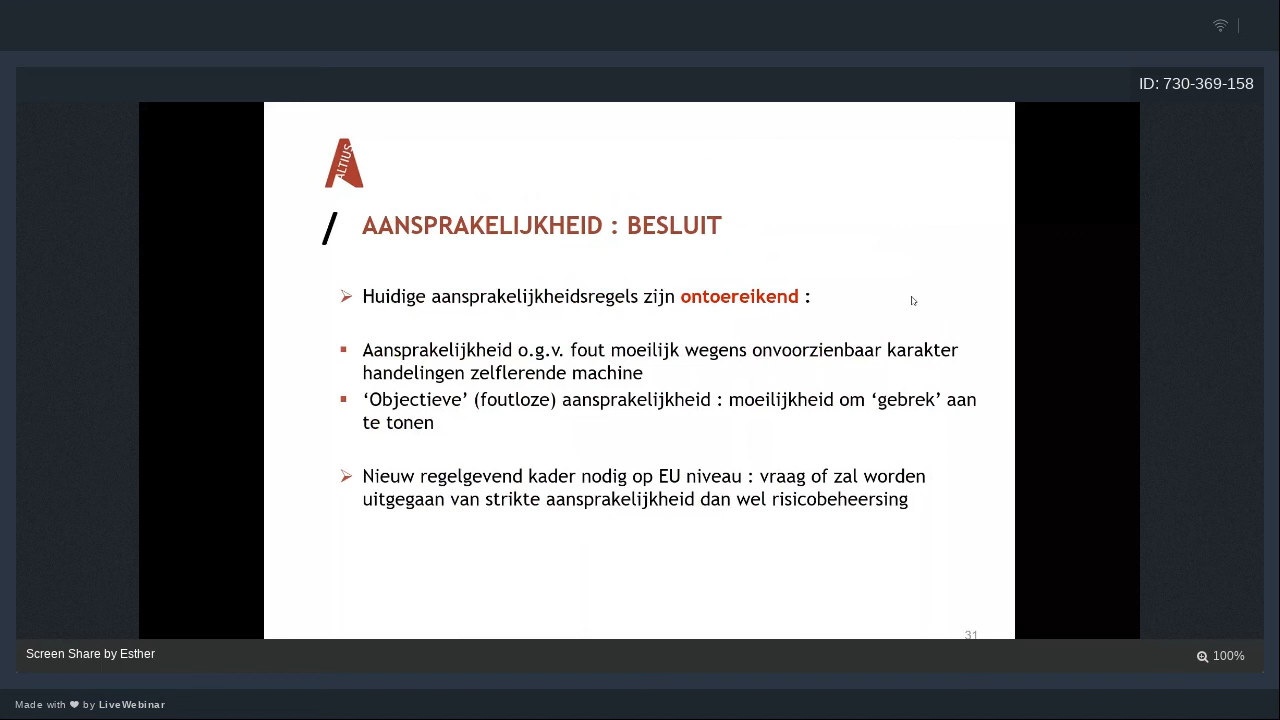 ID: 730-369-158
ALTIUS
/ AANSPRAKELIJKHEID : BESLUIT
Huidige aansprakelijkheidsregels zijn ontoereikend :
Aansprakelijkheid o.g.v. fout moeilijk wegens onvoorzienbaar karakter
handelingen zelflerende machine
‘Objectieve’ (foutloze) aansprakelijkheid : moeilijkheid om ‘gebrek’ aan
te tonen
Nieuw regelgevend kader nodig op EU niveau : vraag of zal worden
uitgegaan van strikte aansprakelijkheid dan wel risicobeheersing
31
Screen Share by Esther
100%
Made with ❤ by LiveWebinar